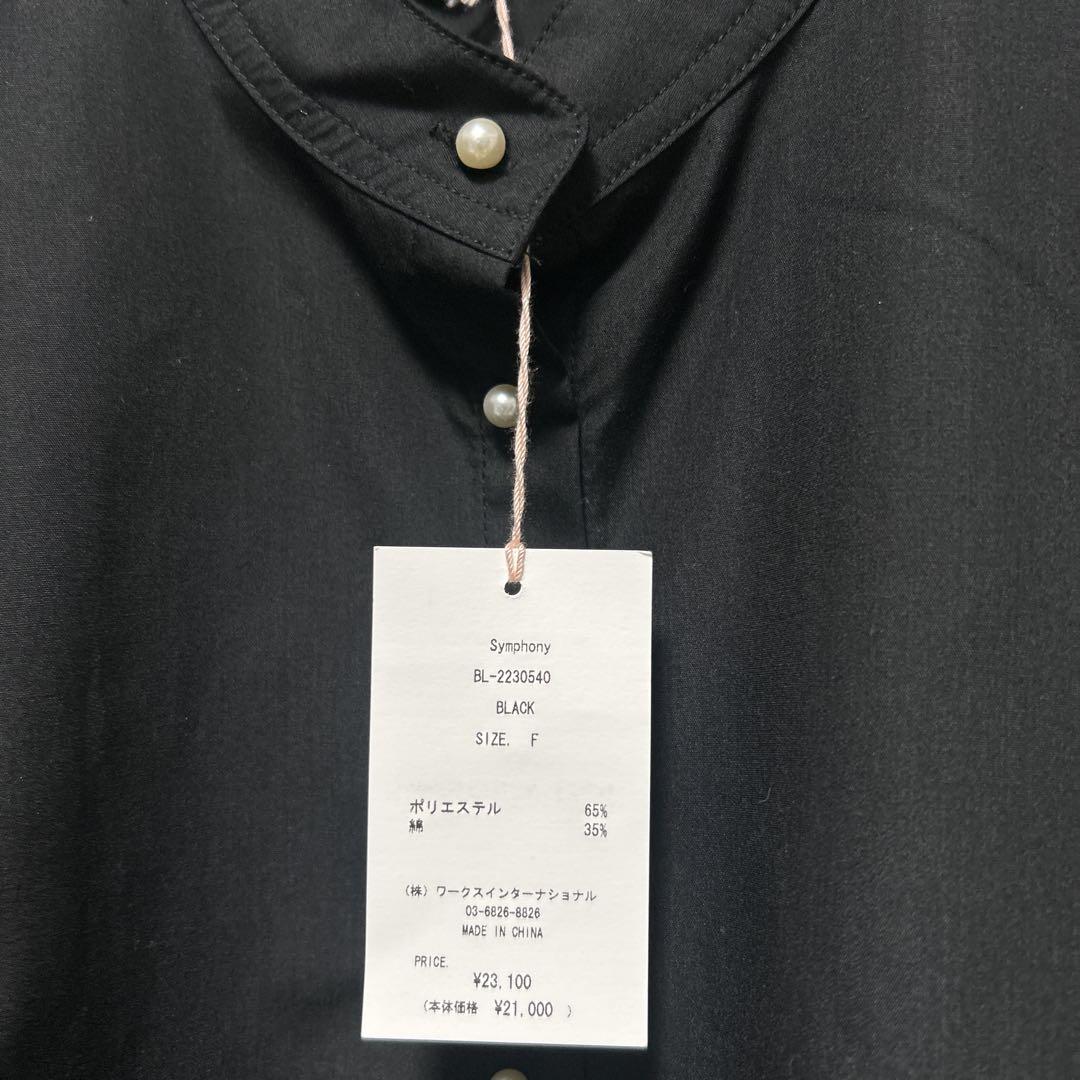 Symphony
BL-2230540
BLACK
SIZE. F
ポリエステル 65%
綿 35%
(株)ワークスインターナショナル
03-6826-8826
MADE IN CHINA
PRICE.
¥23,100
(本体価格 ¥21,000 )